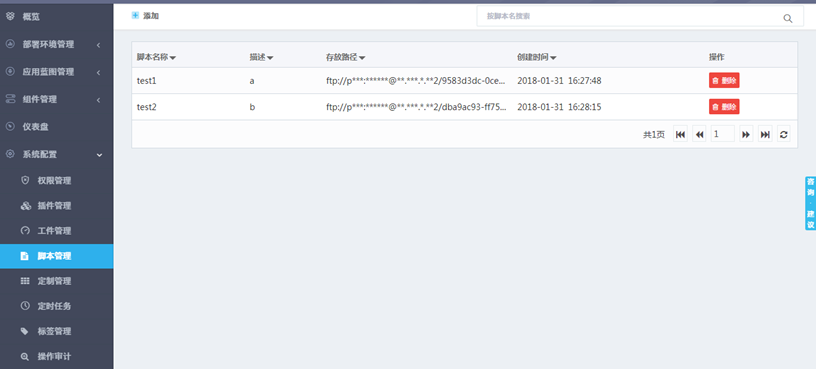 概览
部署环境管理
应用蓝图管理
组件管理
仪表盘
系统配置
权限管理
插件管理
工件管理
脚本管理
定制管理
定时任务
标签管理
操作审计
添加
按脚本名搜索
脚本名称 描述 存放路径 创建时间 操作
test1 a ftp://p***:******@**.***.*.**2/9583d3dc-0ce... 2018-01-31 16:27:48 删除
test2 b ftp://p***:******@**.***.*.**2/dba9ac93-ff75... 2018-01-31 16:28:15 删除
共1页 1
咨询·建议